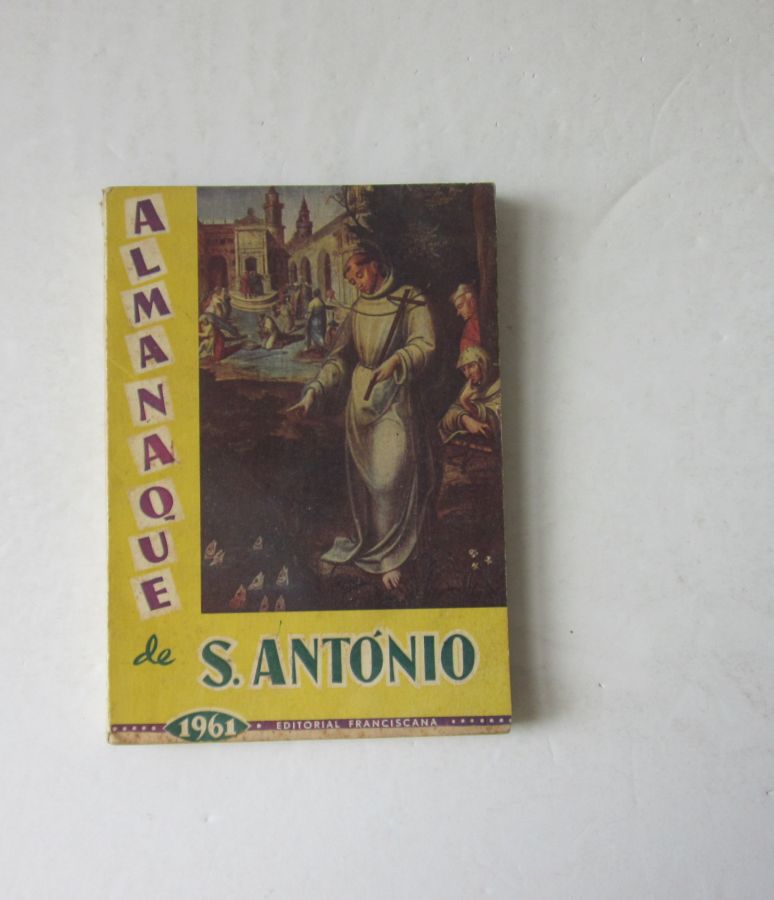 ALMANAQUE
de S. ANTÓNIO
1961 EDITORIAL FRANCISCANA